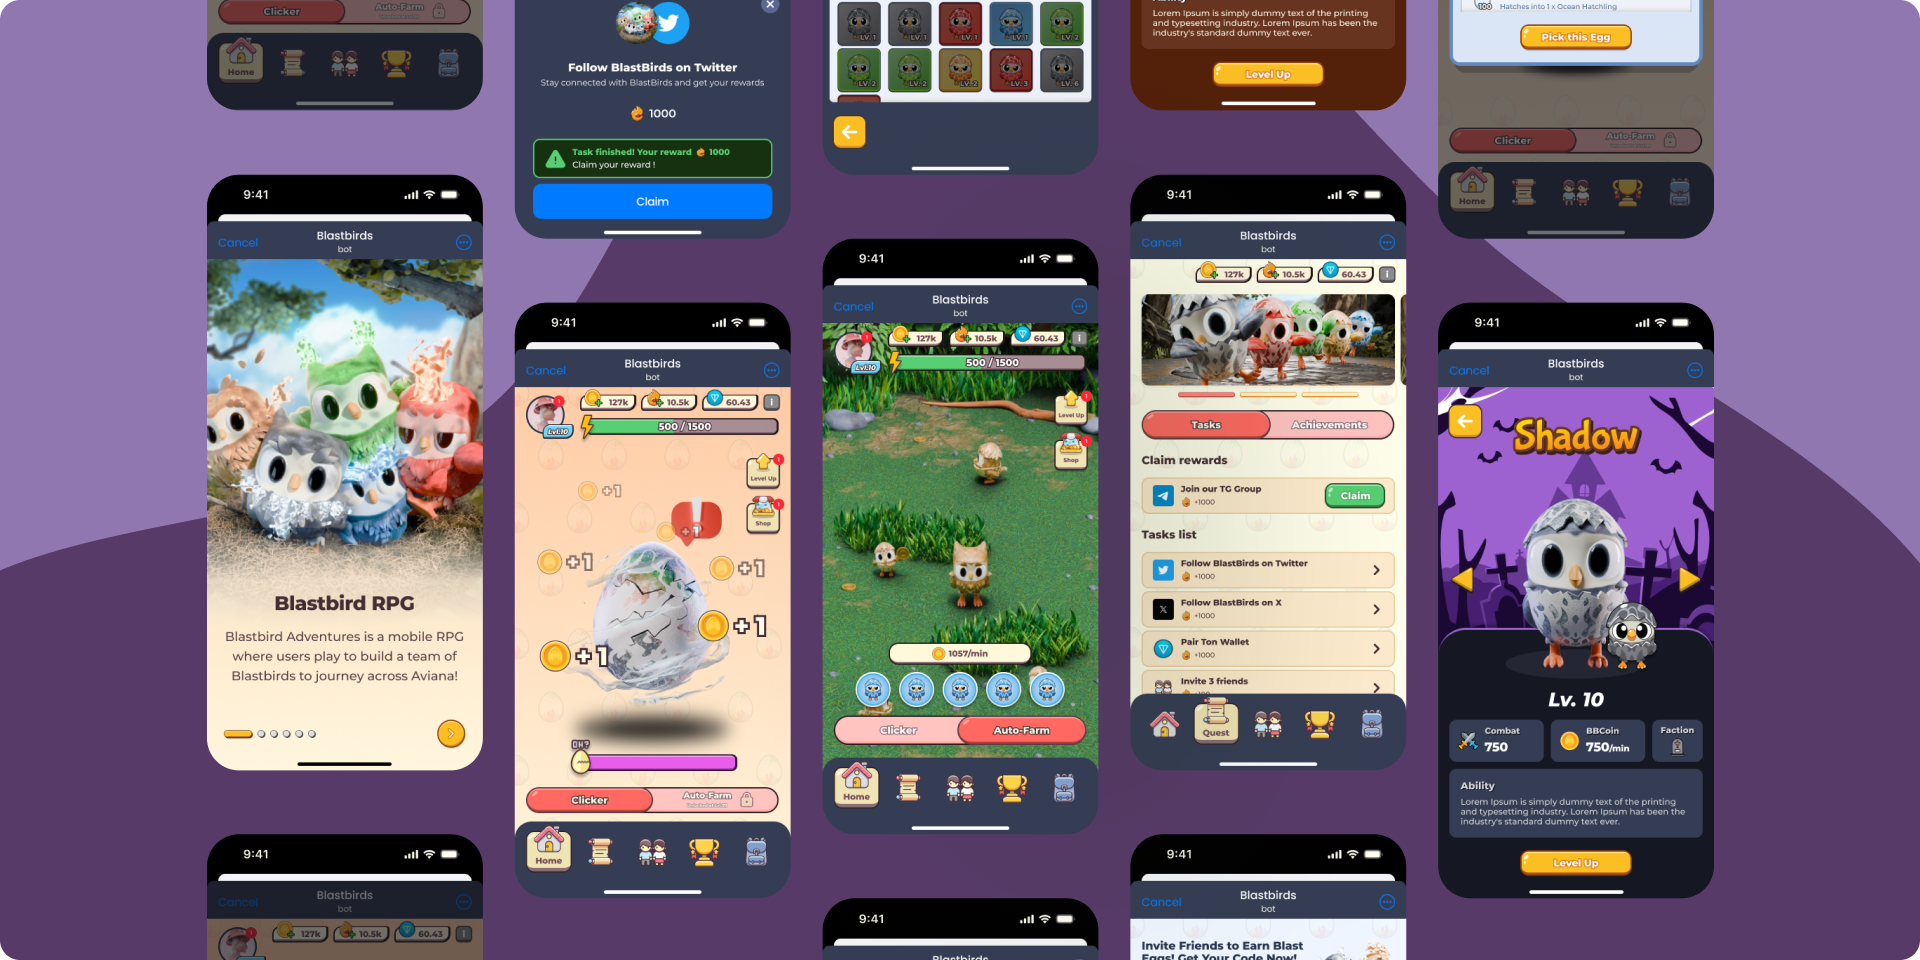 Clicker
Auto-Farm
Home
9:41
Cancel
Blastbirds
bot
Blastbird RPG
Blastbird Adventures is a mobile RPG
where users play to build a team of
Blastbirds to journey across Aviana!
9:41
Cancel
Blastbirds
bot
127k
10.5k
60.43
Follow BlastBirds on Twitter
Stay connected with BlastBirds and get your rewards
1000
Task finished! Your reward 1000
Claim your reward !
Claim
9:41
Cancel
Blastbirds
bot
127k
10.5k
60.43
Lvl:10
500 / 1500
Level Up
Shop
+1
+1
+1
+1
+1
+1
OH?
Clicker
Auto-Farm
Home
LV. 1
LV. 1
LV. 1
LV. 1
LV. 2
LV. 2
LV. 2
LV. 2
LV. 3
LV. 6
9:41
Cancel
Blastbirds
bot
127k
10.5k
60.43
Lvl:10
500 / 1500
Level Up
Shop
1057/min
Clicker
Auto-Farm
Home
9:41
Blastbirds
Ability
Lorem Ipsum is simply dummy text of the printing
and typesetting industry. Lorem Ipsum has been the
industry's standard dummy text ever.
Level Up
9:41
Cancel
Blastbirds
bot
127k
10.5k
60.43
Tasks
Achievements
Claim rewards
Join our TG Group
+1000
Claim
Tasks list
Follow BlastBirds on Twitter
+1000
Follow BlastBirds on X
+1000
Pair Ton Wallet
+1000
Invite 3 friends
Quest
9:41
Cancel
Blastbirds
bot
Invite Friends to Earn Blast
Eggs! Get Your Code Now!
100
Hatches into 1 x Ocean Hatchling
Pick this Egg
Clicker
Auto-Farm
Home
9:41
Cancel
Blastbirds
bot
Shadow
Lv. 10
Combat
750
BBCoin
750/min
Faction
Ability
Lorem Ipsum is simply dummy text of the printing
and typesetting industry. Lorem Ipsum has been the
industry's standard dummy text ever.
Level Up